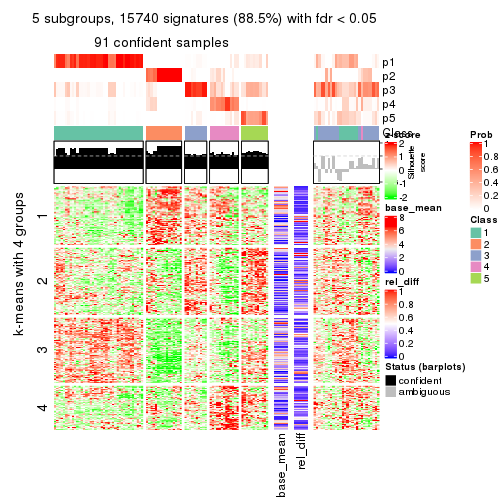 5 subgroups, 15740 signatures (88.5%) with fdr < 0.05
91 confident samples
p1
p2
p3
p4
p5
Class
Silhouette
score
k-means with 4 groups
1
2
3
4
base_mean
rel_diff
z-score
2
1
0
-1
-2
base_mean
8
6
4
2
0
rel_diff
1
0.8
0.6
0.4
0.2
0
Status (barplots)
confident
ambiguous
Prob
1
0.8
0.6
0.4
0.2
0
Class
1
2
3
4
5